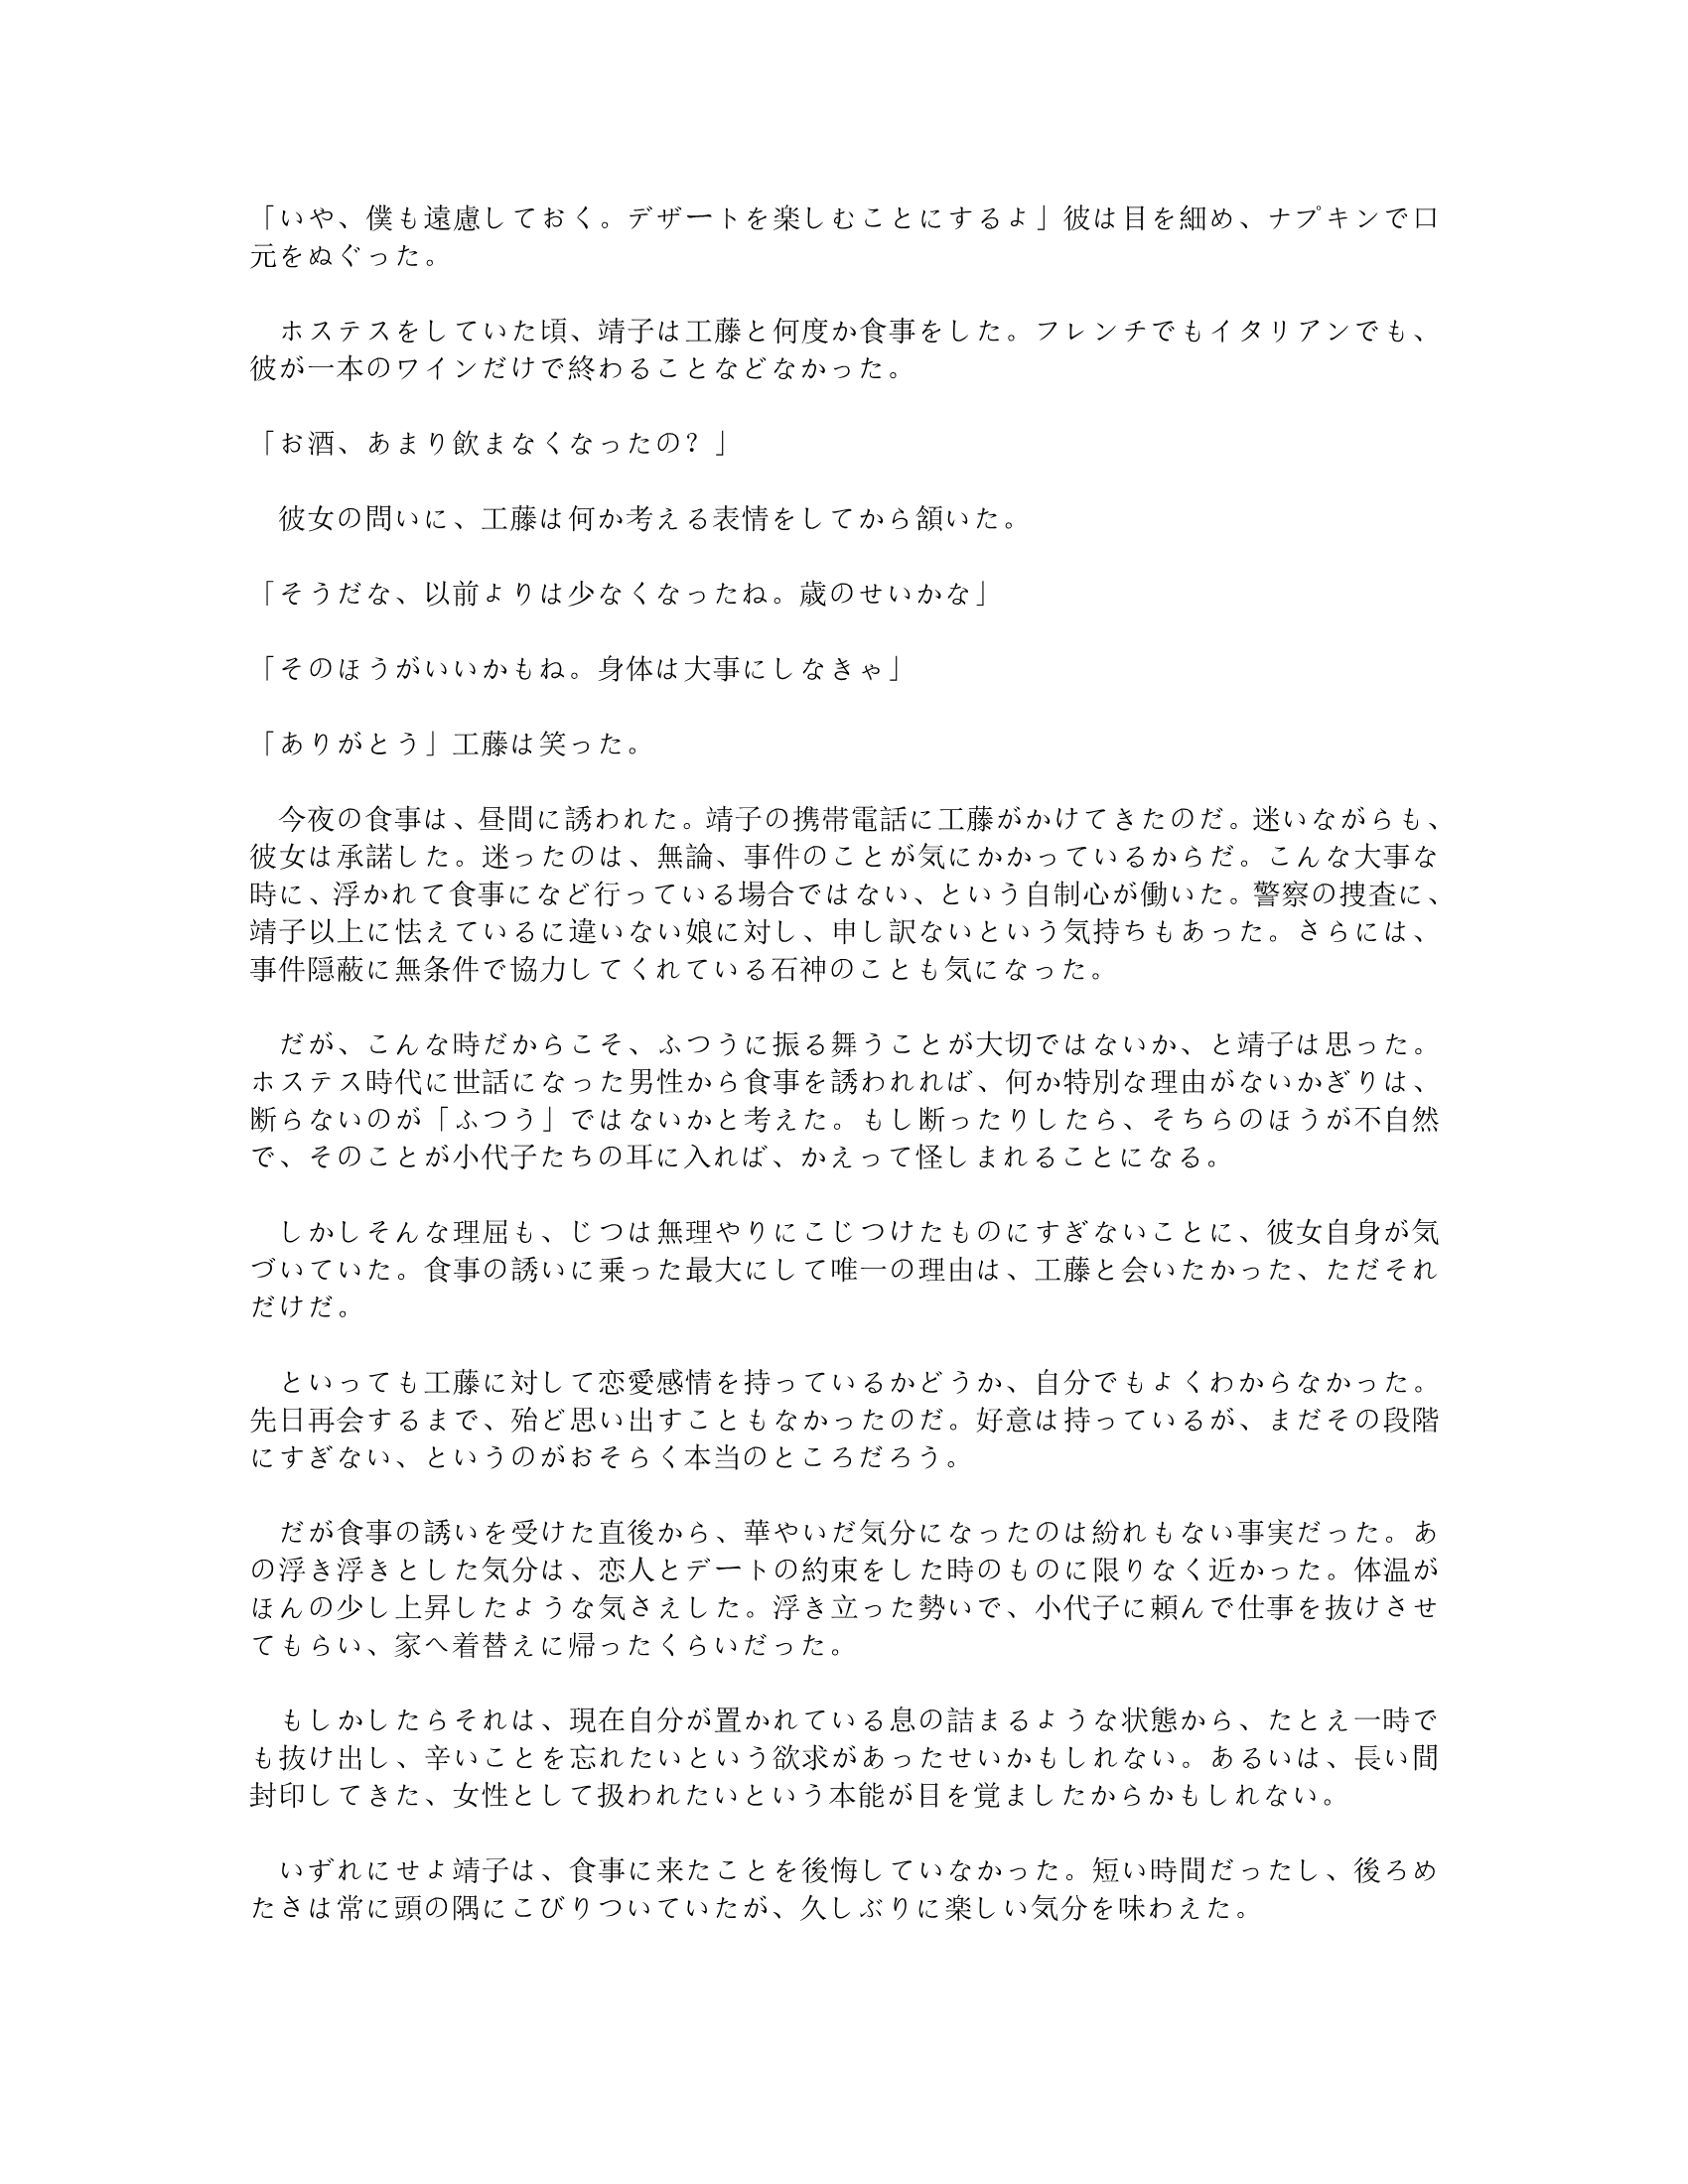 「いや、僕も遠慮しておく。デザートを楽しむことにするよ」彼は目を細め、ナプキンで口
元をぬぐった。
　ホステスをしていた頃、靖子は工藤と何度か食事をした。フレンチでもイタリアンでも、
彼が一本のワインだけで終わることなどなかった。
「お酒、あまり飲まなくなったの？」
　彼女の問いに、工藤は何か考える表情をしてから頷いた。
「そうだな、以前よりは少なくなったね。歳のせいかな」
「そのほうがいいかもね。身体は大事にしなきゃ」
「ありがとう」工藤は笑った。
　今夜の食事は、昼間に誘われた。靖子の携帯電話に工藤がかけてきたのだ。迷いながらも、
彼女は承諾した。迷ったのは、無論、事件のことが気にかかっているからだ。こんな大事な
時に、浮かれて食事になど行っている場合ではない、という自制心が働いた。警察の捜査に、
靖子以上に怯えているに違いない娘に対し、申し訳ないという気持ちもあった。さらには、
事件隠蔽に無条件で協力してくれている石神のことも気になった。
　だが、こんな時だからこそ、ふつうに振る舞うことが大切ではないか、と靖子は思った。
ホステス時代に世話になった男性から食事を誘われれば、何か特別な理由がないかぎりは、
断らないのが「ふつう」ではないかと考えた。もし断ったりしたら、そちらのほうが不自然
で、そのことが小代子たちの耳に入れば、かえって怪しまれることになる。
　しかしそんな理屈も、じつは無理やりにこじつけたものにすぎないことに、彼女自身が気
づいていた。食事の誘いに乗った最大にして唯一の理由は、工藤と会いたかった、ただそれ
だけだ。
　といっても工藤に対して恋愛感情を持っているかどうか、自分でもよくわからなかった。
先日再会するまで、殆ど思い出すこともなかったのだ。好意は持っているが、まだその段階
にすぎない、というのがおそらく本当のところだろう。
　だが食事の誘いを受けた直後から、華やいだ気分になったのは紛れもない事実だった。あ
の浮き浮きとした気分は、恋人とデートの約束をした時のものに限りなく近かった。体温が
ほんの少し上昇したような気さえした。浮き立った勢いで、小代子に頼んで仕事を抜けさせ
てもらい、家へ着替えに帰ったくらいだった。
　もしかしたらそれは、現在自分が置かれている息の詰まるような状態から、たとえ一時で
も抜け出し、辛いことを忘れたいという欲求があったせいかもしれない。あるいは、長い間
封印してきた、女性として扱われたいという本能が目を覚ましたからかもしれない。
　いずれにせよ靖子は、食事に来たことを後悔していなかった。短い時間だったし、後ろめ
たさは常に頭の隅にこびりついていたが、久しぶりに楽しい気分を味わえた。